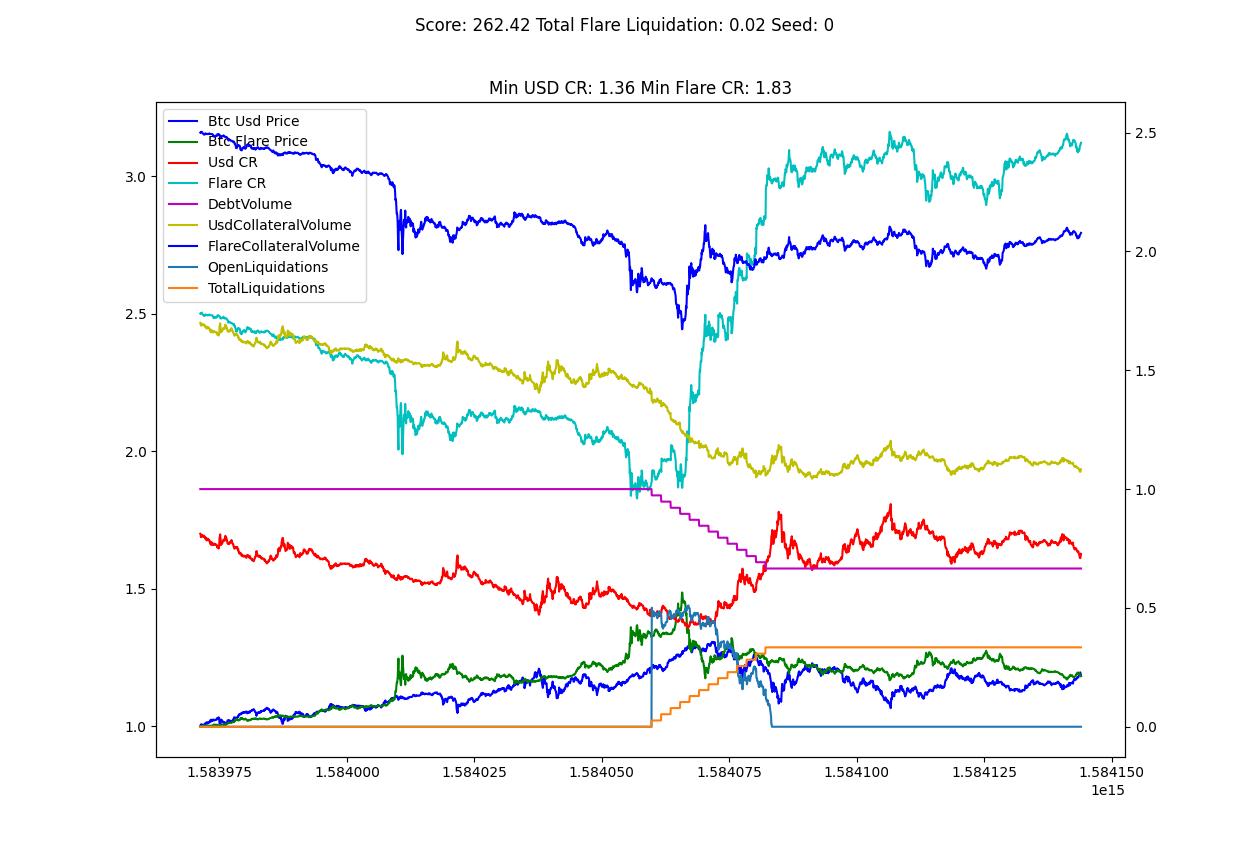 Score: 262.42 Total Flare Liquidation: 0.02 Seed: 0
Min USD CR: 1.36 Min Flare CR: 1.83
Btc Usd Price
Btc Flare Price
Usd CR
Flare CR
DebtVolume
UsdCollateralVolume
FlareCollateralVolume
OpenLiquidations
TotalLiquidations
3.0
2.5
2.0
1.5
1.0
2.5
2.0
1.5
1.0
0.5
0.0
1.583975 1.584000 1.584025 1.584050 1.584075 1.584100 1.584125 1.584150
1e15